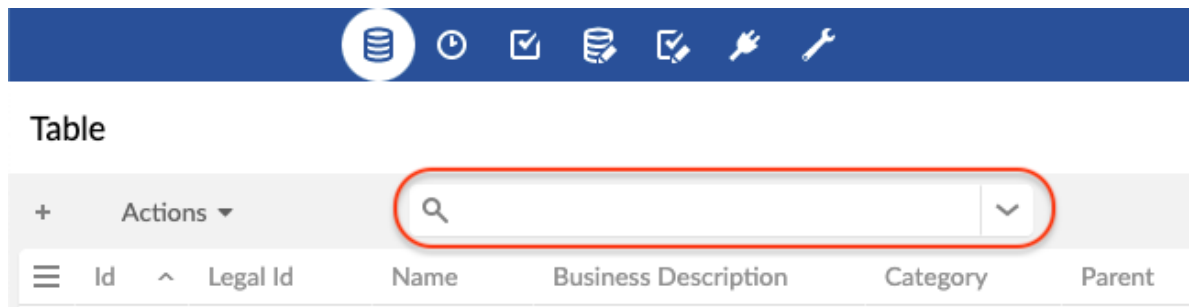 Table
+ Actions
Id Legal Id Name Business Description Category Parent